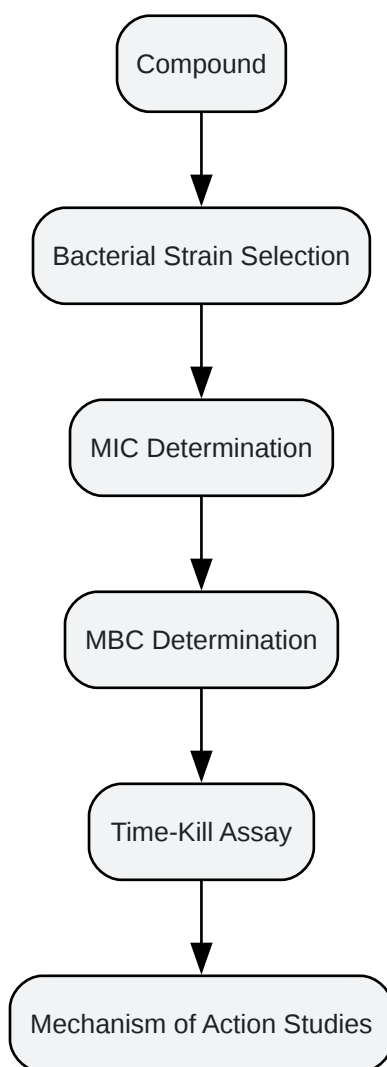 Compound
Bacterial Strain Selection
MIC Determination
MBC Determination
Time-Kill Assay
Mechanism of Action Studies